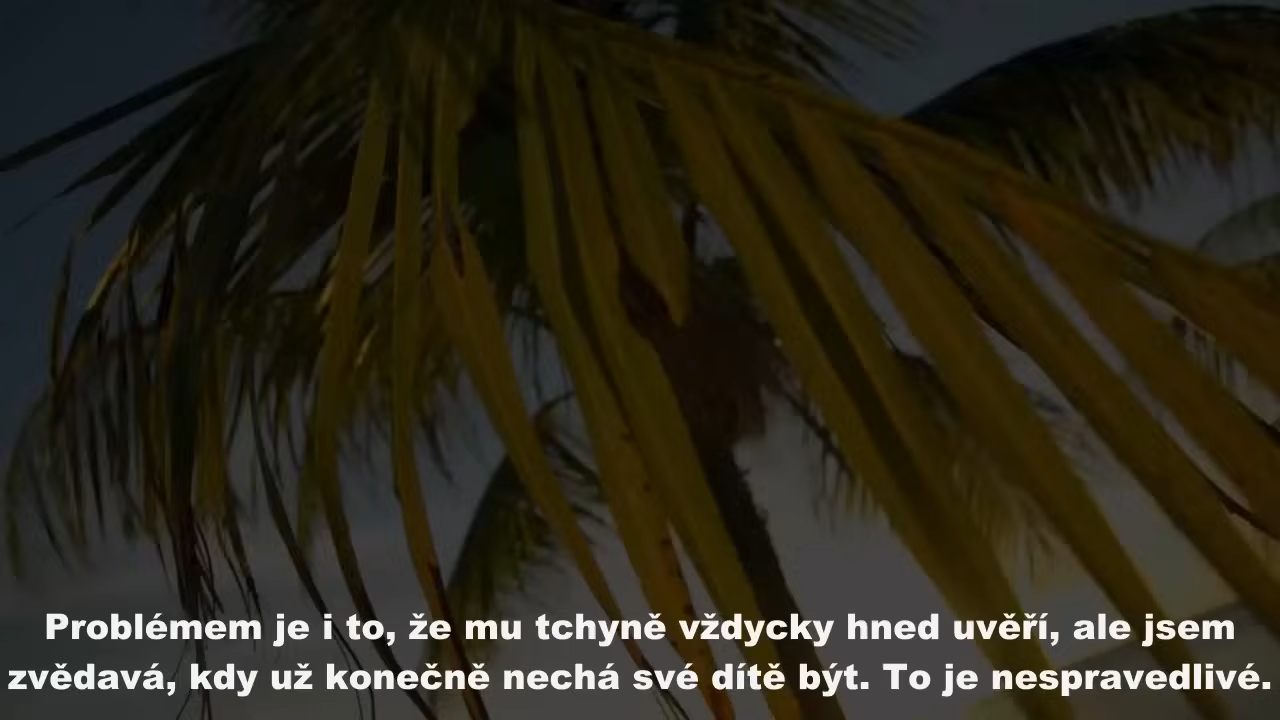 Problémem je i to, že mu tchyně vždycky hned uvěří, ale jsem
zvědavá, kdy už konečně nechá své dítě být. To je nespravedlivé.